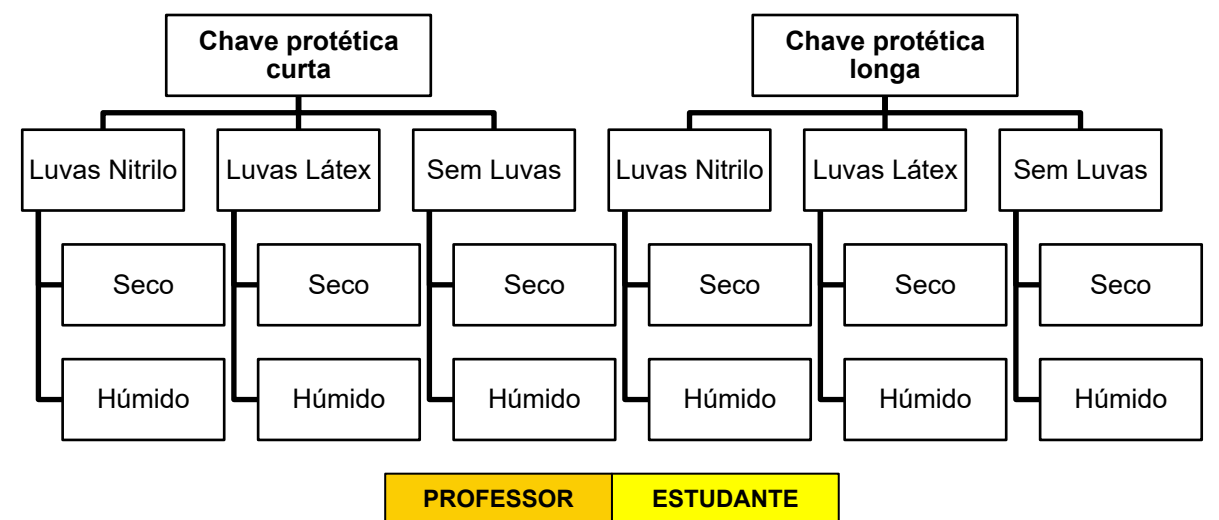 Chave protética
curta
Chave protética
longa
Luvas Nitrilo
Luvas Látex
Sem Luvas
Luvas Nitrilo
Luvas Látex
Sem Luvas
Seco
Seco
Seco
Seco
Seco
Seco
Húmido
Húmido
Húmido
Húmido
Húmido
Húmido
PROFESSOR
ESTUDANTE